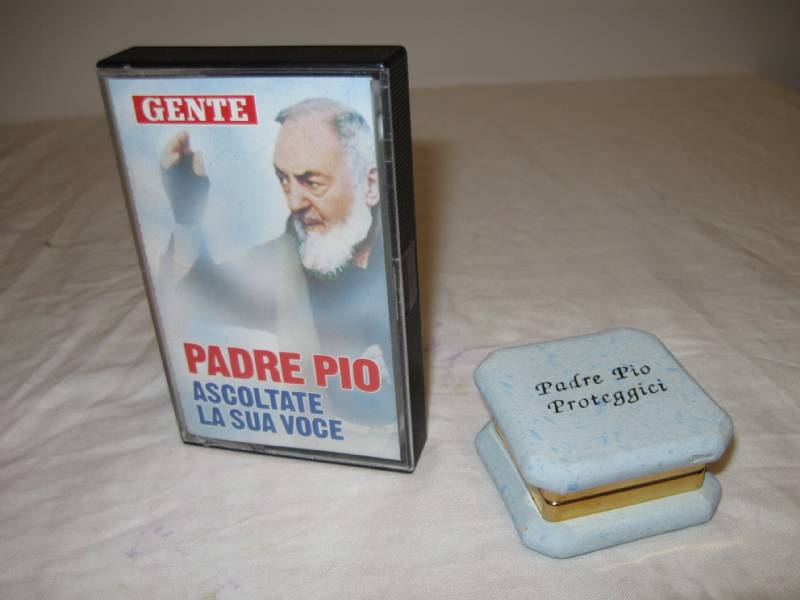 GENTE
PADRE PIO
ASCOLTATE
LA SUA VOCE
Padre Pio
Proteggici